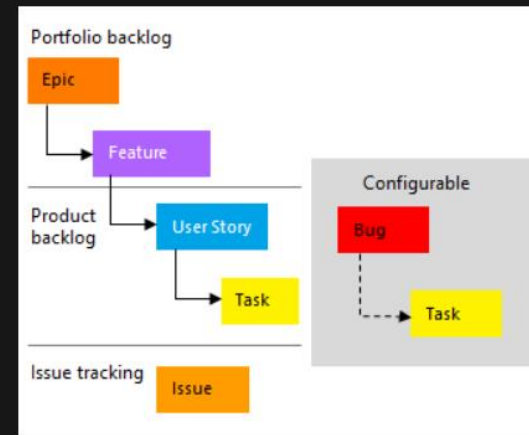 Portfolio backlog
Epic
Feature
Product
backlog
User Story
Task
Configurable
Bug
Task
Issue tracking
Issue